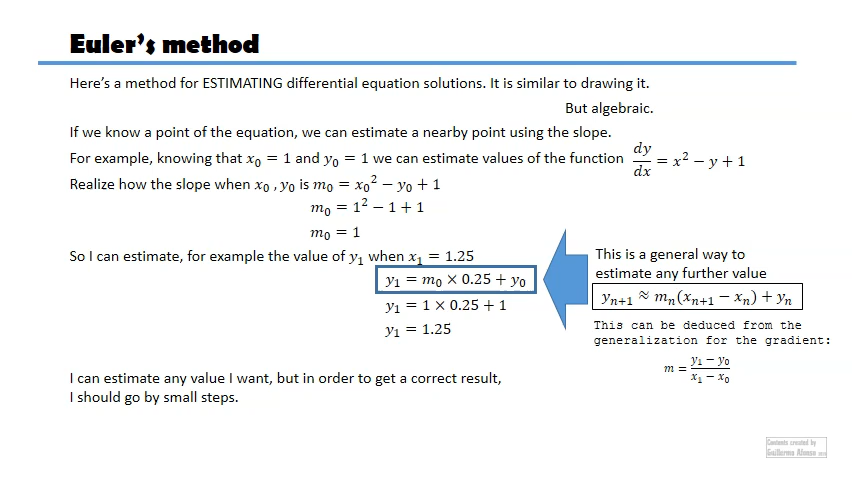 Euler's method
Here's a method for ESTIMATING differential equation solutions. It is similar to drawing it.
But algebraic.
If we know a point of the equation, we can estimate a nearby point using the slope.
For example, knowing that x₀ = 1 and y₀ = 1 we can estimate values of the function dy/dx = x² − y + 1
Realize how the slope when x₀ , y₀ is m₀ = x₀² − y₀ + 1
m₀ = 1² − 1 + 1
m₀ = 1
So I can estimate, for example the value of y₁ when x₁ = 1.25
y₁ = m₀ × 0.25 + y₀
y₁ = 1 × 0.25 + 1
y₁ = 1.25
This is a general way to
estimate any further value
yₙ₊₁ ≈ mₙ(xₙ₊₁ − xₙ) + yₙ
This can be deduced from the
generalization for the gradient:
m = (y₁ − y₀)/(x₁ − x₀)
I can estimate any value I want, but in order to get a correct result,
I should go by small steps.
Contents created by
Guillermo Alonso